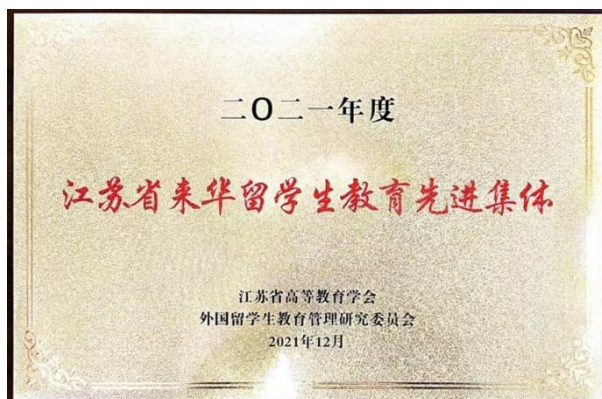 二〇二一年度
江苏省来华留学生教育先进集体
江苏省高等教育学会
外国留学生教育管理研究委员会
2021年12月